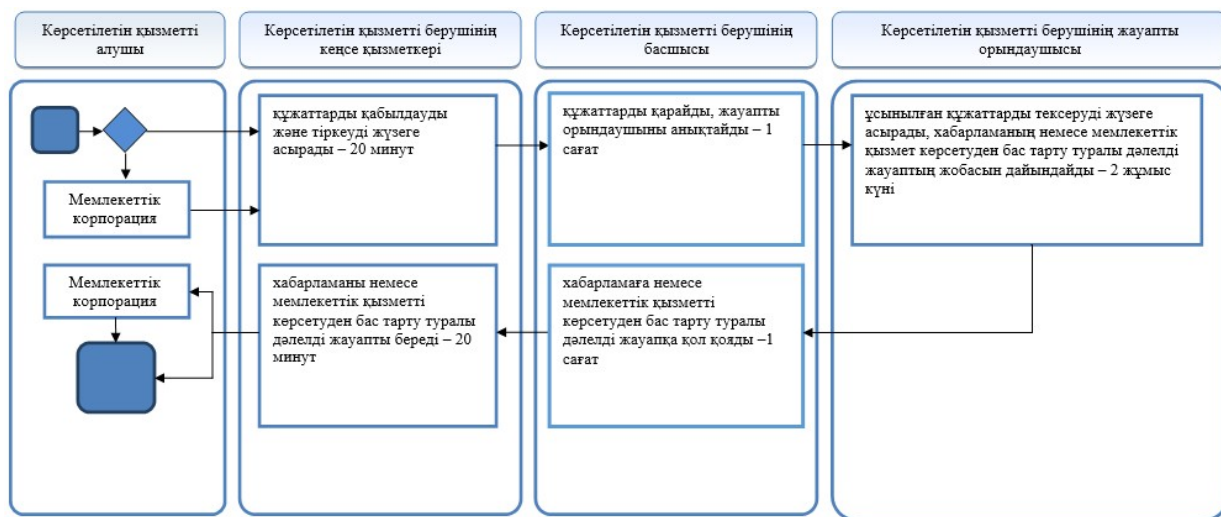 Көрсетілетін қызметті
алушы
Көрсетілетін қызметті берушінің
кеңсе қызметкері
Көрсетілетін қызметті берушінің
басшысы
Көрсетілетін қызметті берушінің жауапты
орындаушысы
құжаттарды қабылдауды
және тіркеуді жүзеге
асырады – 20 минут
құжаттарды қарайды, жауапты
орындаушыны анықтайды – 1
сағат
ұсынылған құжаттарды тексеруді жүзеге
асырады, хабарламаның немесе мемлекеттік
қызмет көрсетуден бас тарту туралы дәлелді
жауаптың жобасын дайындайды – 2 жұмыс
күні
Мемлекеттік
корпорация
Мемлекеттік
корпорация
хабарламаны немесе
мемлекеттік қызметті
көрсетуден бас тарту туралы
дәлелді жауапты береді – 20
минут
хабарламаға немесе
мемлекеттік қызметті
көрсетуден бас тарту туралы
дәлелді жауапқа қол қояды –1
сағат